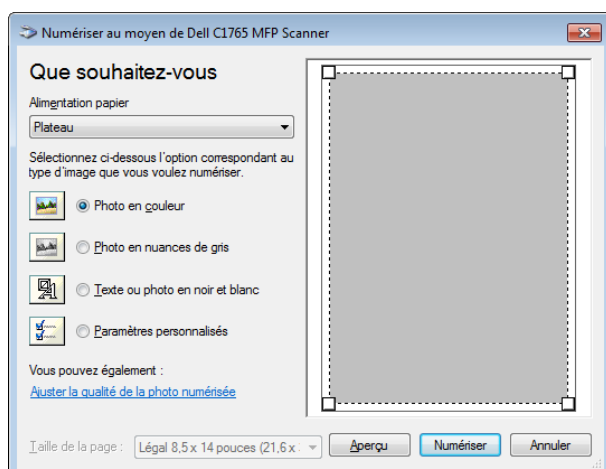 Numériser au moyen de Dell C1765 MFP Scanner
Que souhaitez-vous
Alimentation papier
Plateau
Sélectionnez ci-dessous l'option correspondant au
type d'image que vous voulez numériser.
Photo en couleur
Photo en nuances de gris
Texte ou photo en noir et blanc
Paramètres personnalisés
Vous pouvez également :
Ajuster la qualité de la photo numérisée
Taille de la page : Légal 8,5 x 14 pouces (21,6 x
Aperçu Numériser Annuler